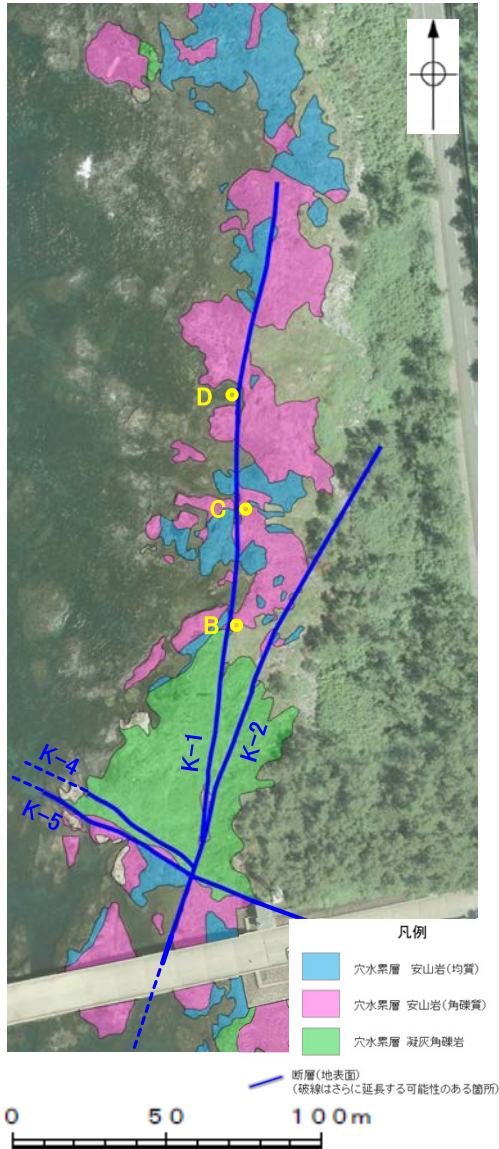 D
C
B
K-1
K-2
K-4
K-5
凡例
穴水累層 安山岩(均質)
穴水累層 安山岩(角礫質)
穴水累層 凝灰角礫岩
断層(地表面)
(破線はさらに延長する可能性のある箇所)
0 50 100m